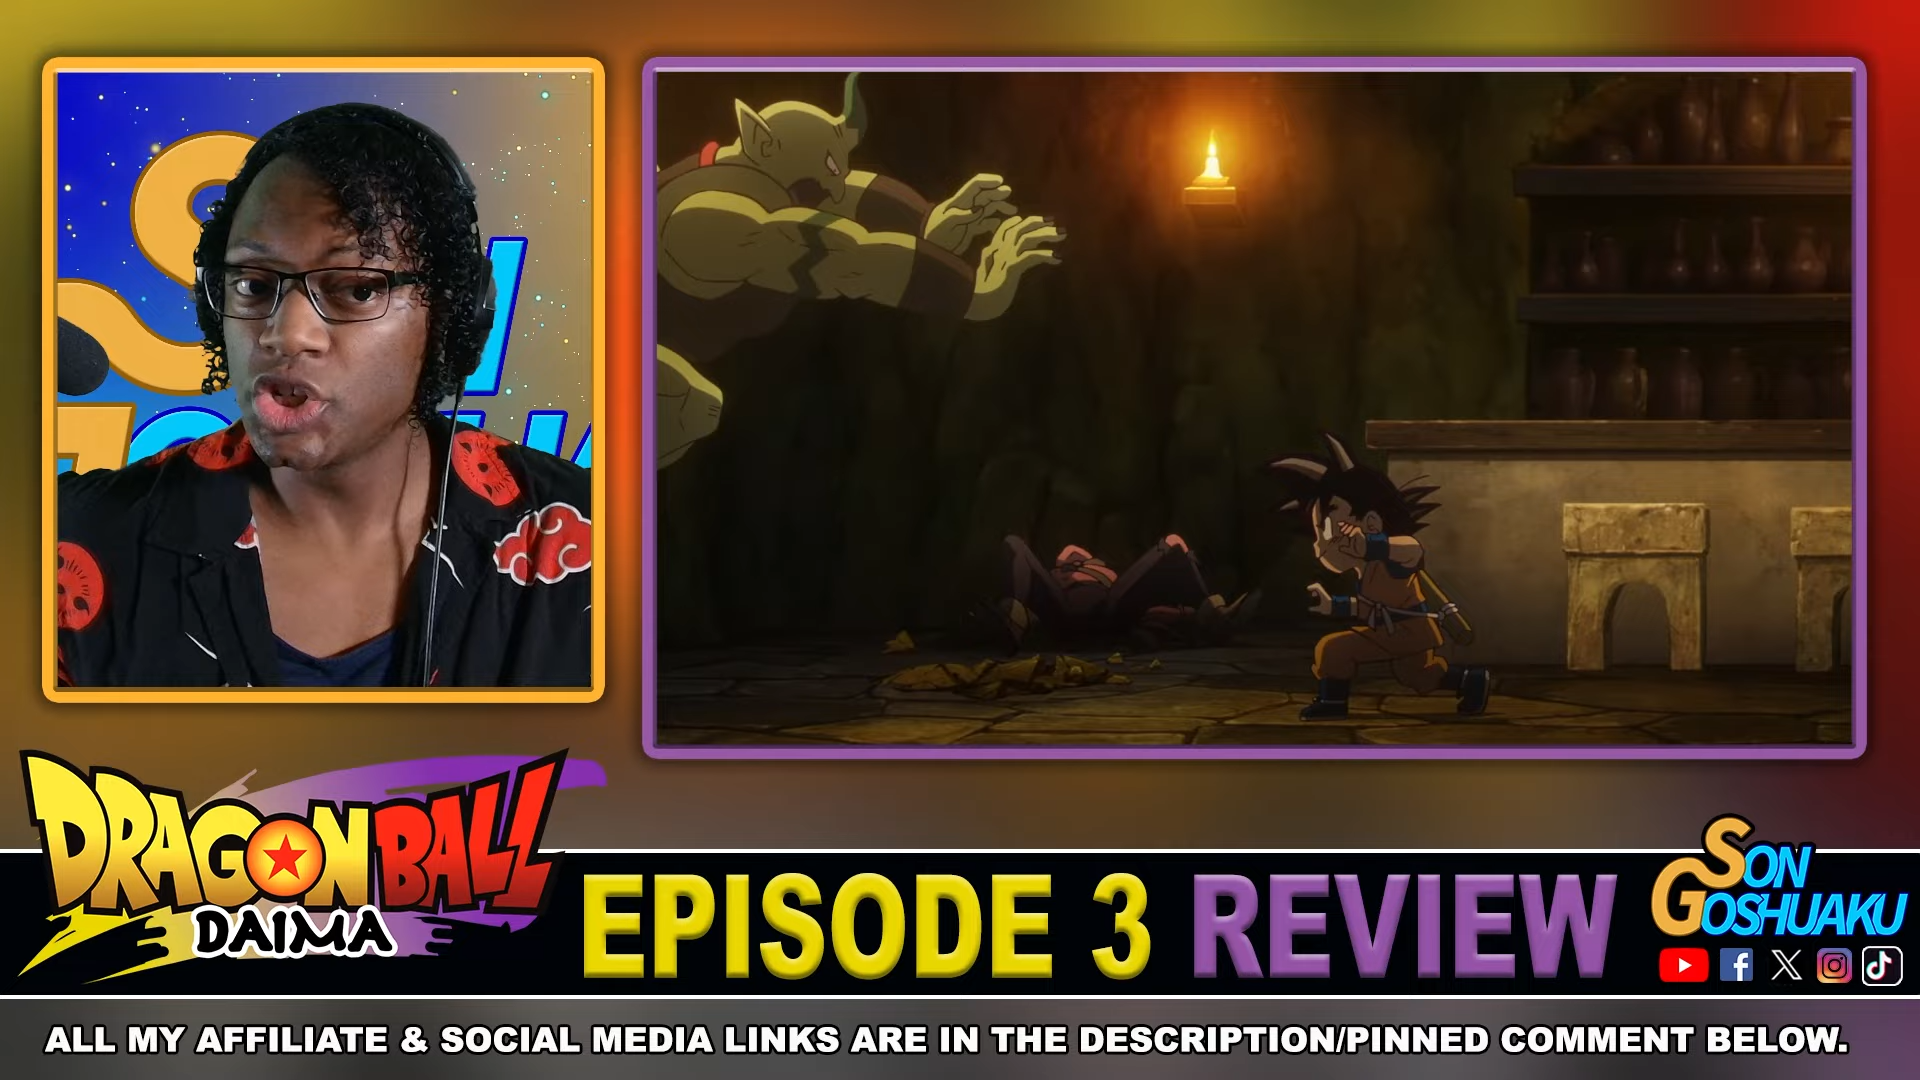 DRAGON BALL
DAIMA
EPISODE 3 REVIEW
SON
GOSHUAKU
ALL MY AFFILIATE & SOCIAL MEDIA LINKS ARE IN THE DESCRIPTION/PINNED COMMENT BELOW.